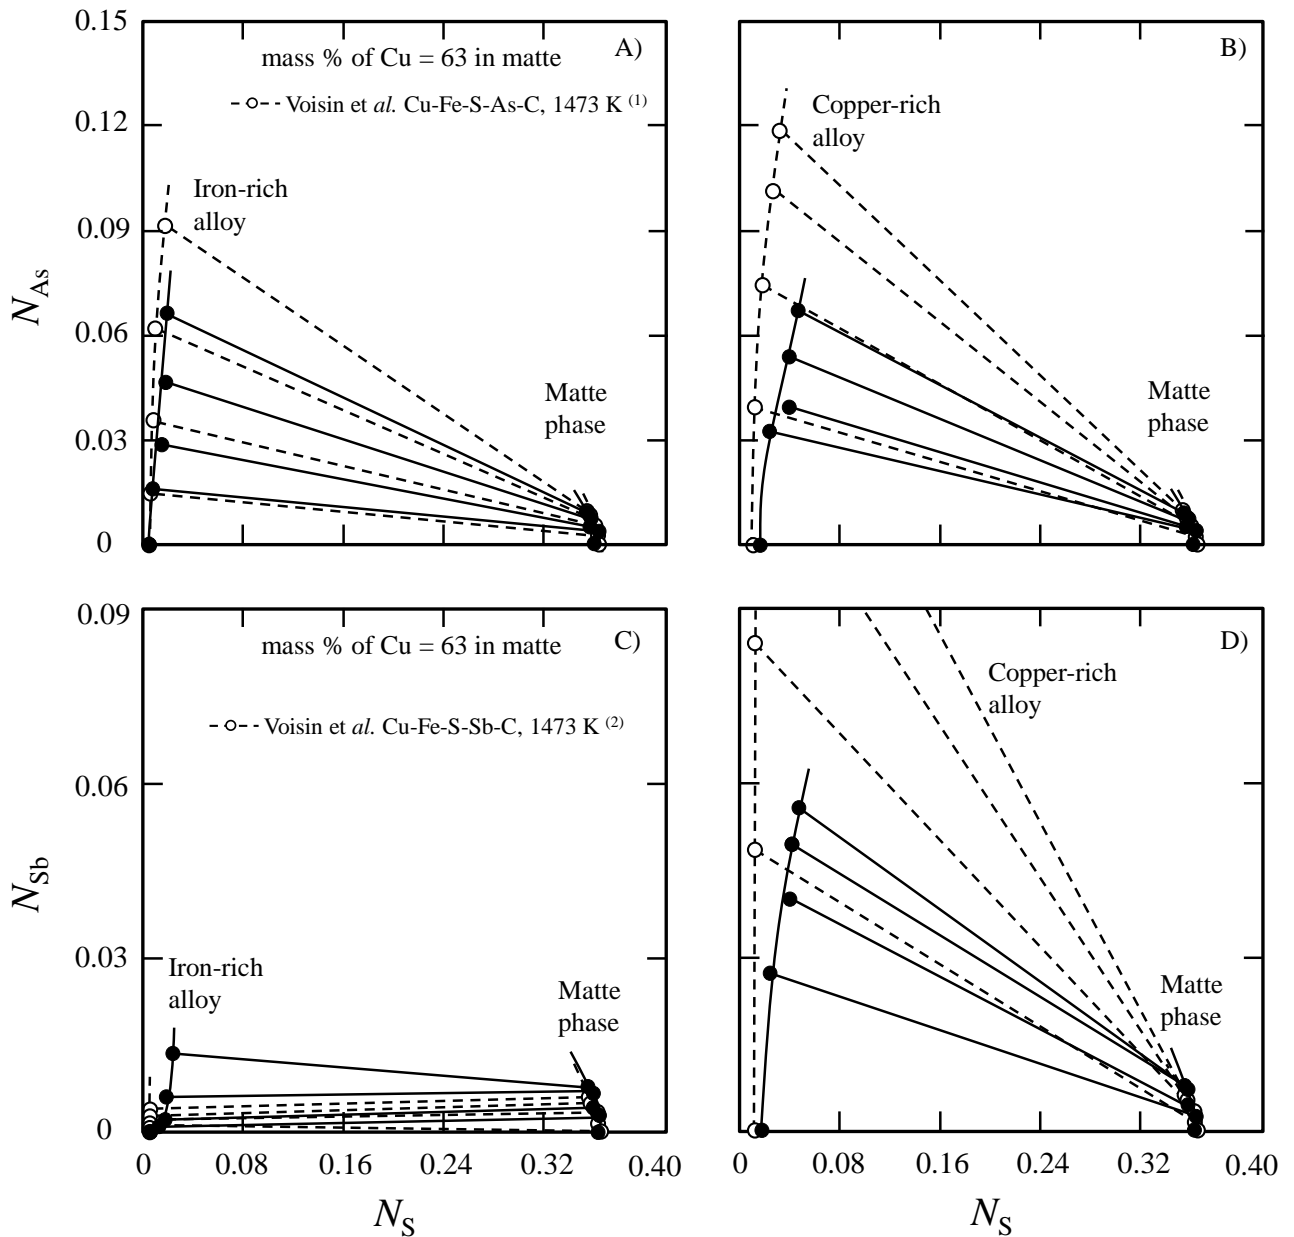 0.15
mass % of Cu = 63 in matte
A)
B)
Voisin et al. Cu-Fe-S-As-C, 1473 K (1)
Copper-rich
alloy
0.12
Iron-rich
alloy
0.09
N_As
0.06
Matte
phase
Matte
phase
0.03
0
0.09
mass % of Cu = 63 in matte
C)
D)
Copper-rich
alloy
Voisin et al. Cu-Fe-S-Sb-C, 1473 K (2)
0.06
N_Sb
0.03
Iron-rich
alloy
Matte
phase
Matte
phase
0
0 0.08 0.16 0.24 0.32 0.40
0 0.08 0.16 0.24 0.32 0.40
N_S
N_S